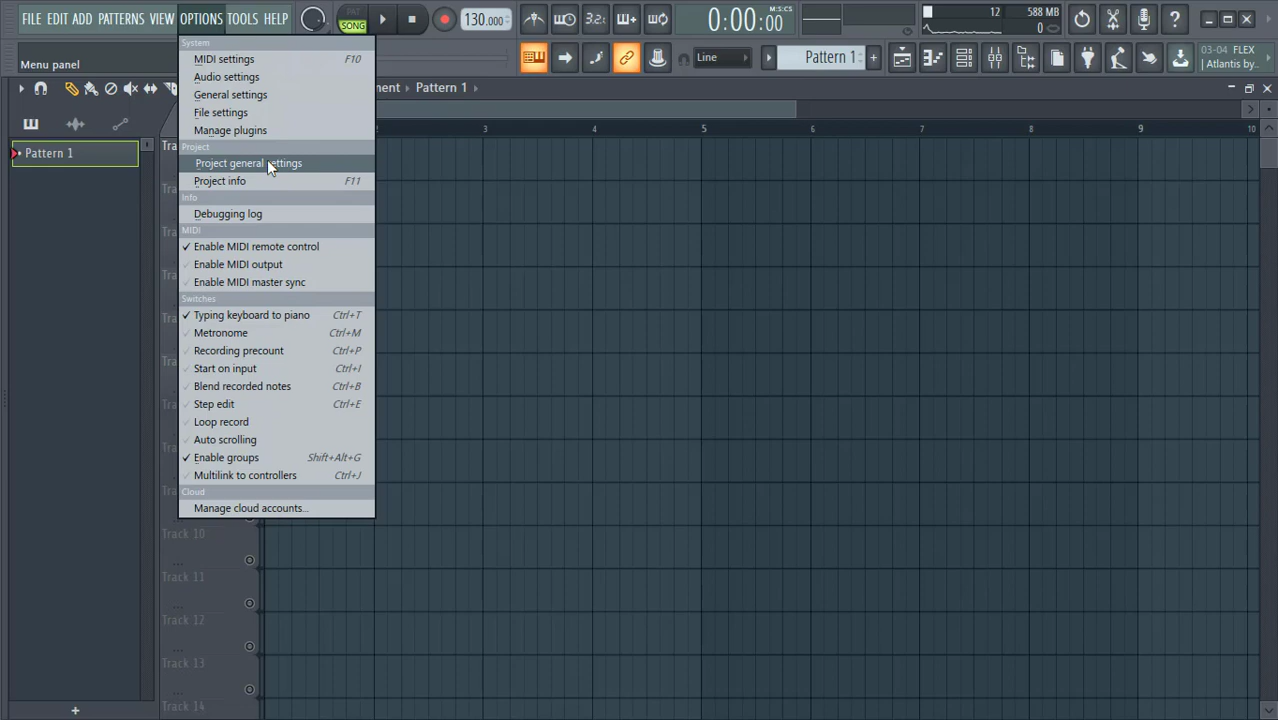 FILE EDIT ADD PATTERNS VIEW OPTIONS TOOLS HELP
PAT
SONG
130.000
3.2
0:00:00
M:S:CS
12
588 MB
0
Menu panel
Line
Pattern 1
+
03-04 FLEX
Atlantis by
System
MIDI settings F10
Audio settings
General settings
File settings
Manage plugins
Project
Project general settings
Project info F11
Info
Debugging log
MIDI
Enable MIDI remote control
Enable MIDI output
Enable MIDI master sync
Switches
Typing keyboard to piano Ctrl+T
Metronome Ctrl+M
Recording precount Ctrl+P
Start on input Ctrl+I
Blend recorded notes Ctrl+B
Step edit Ctrl+E
Loop record
Auto scrolling
Enable groups Shift+Alt+G
Multilink to controllers Ctrl+J
Cloud
Manage cloud accounts...
ment Pattern 1
2 3 4 5 6 7 8 9 10
Pattern 1
Track 10
...
Track 11
...
Track 12
...
Track 13
...
Track 14
+